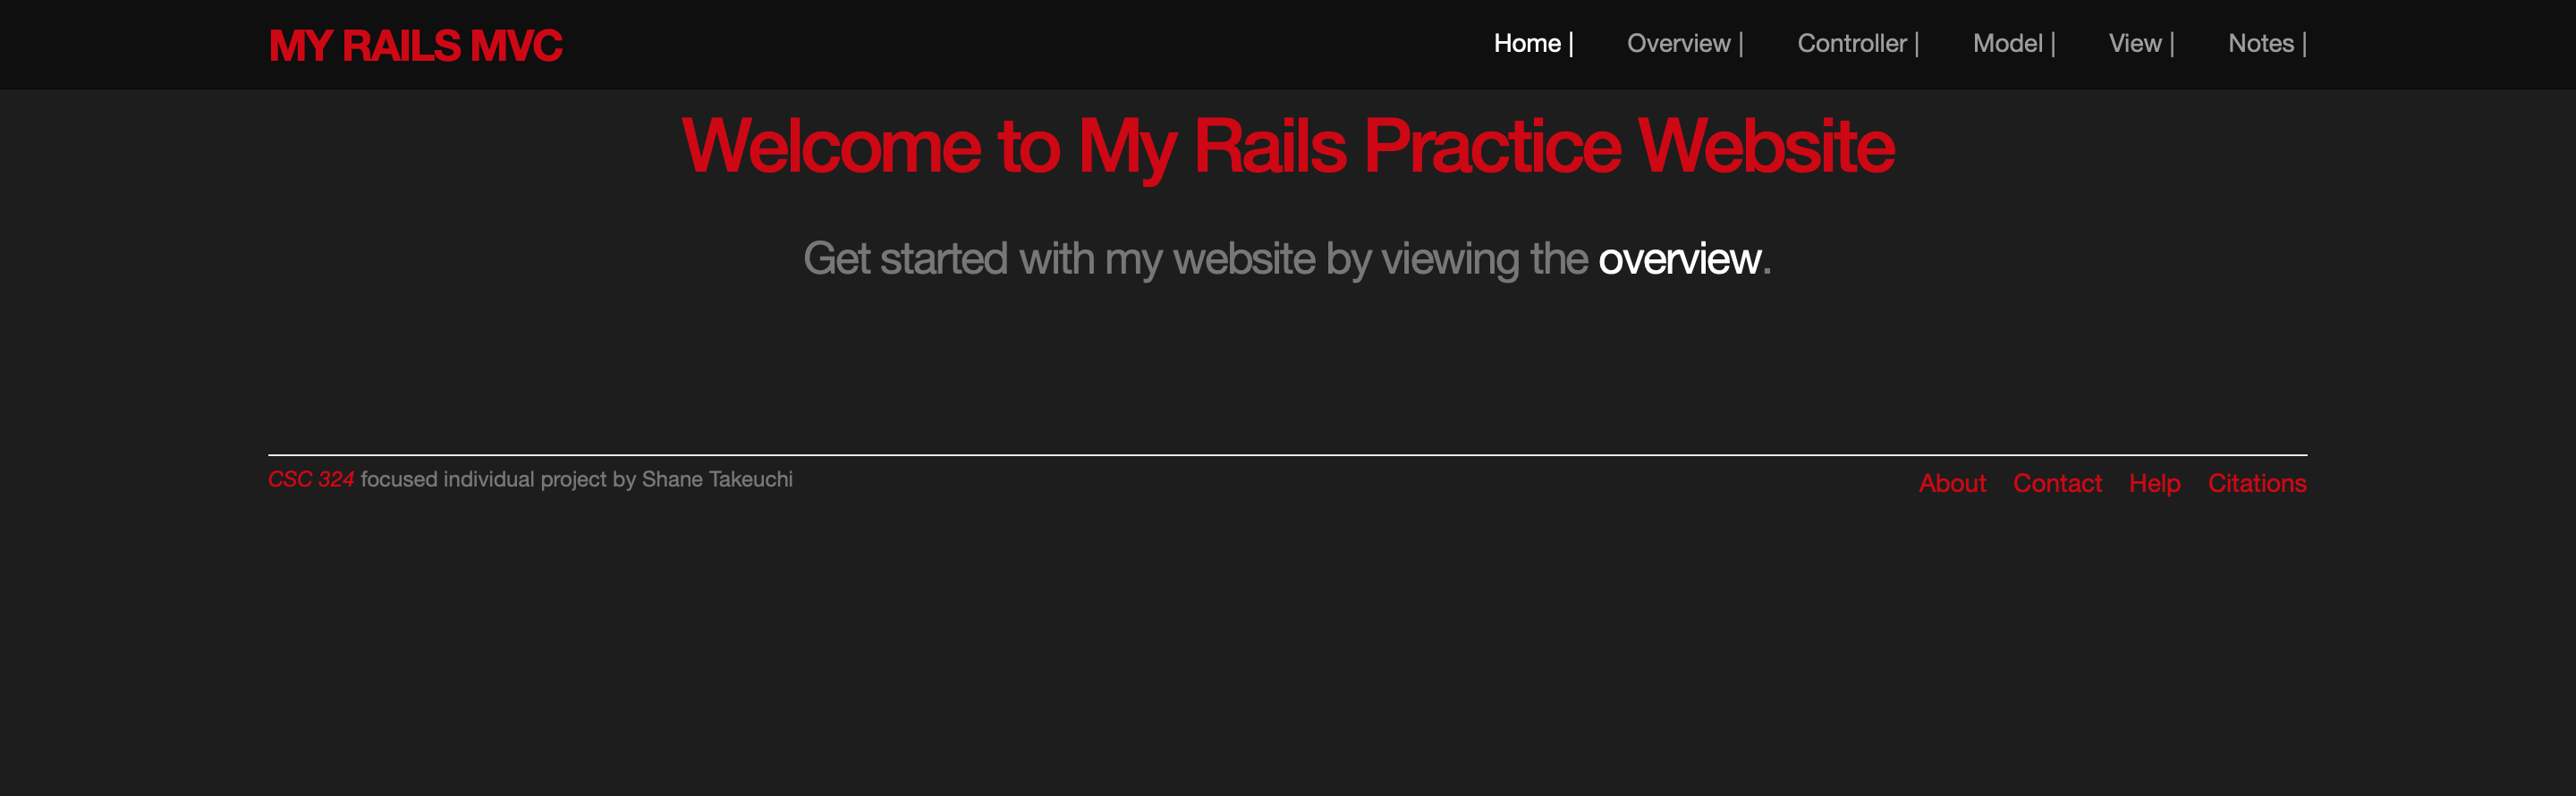 MY RAILS MVC
Home | Overview | Controller | Model | View | Notes |
Welcome to My Rails Practice Website
Get started with my website by viewing the overview.
CSC 324 focused individual project by Shane Takeuchi
About Contact Help Citations